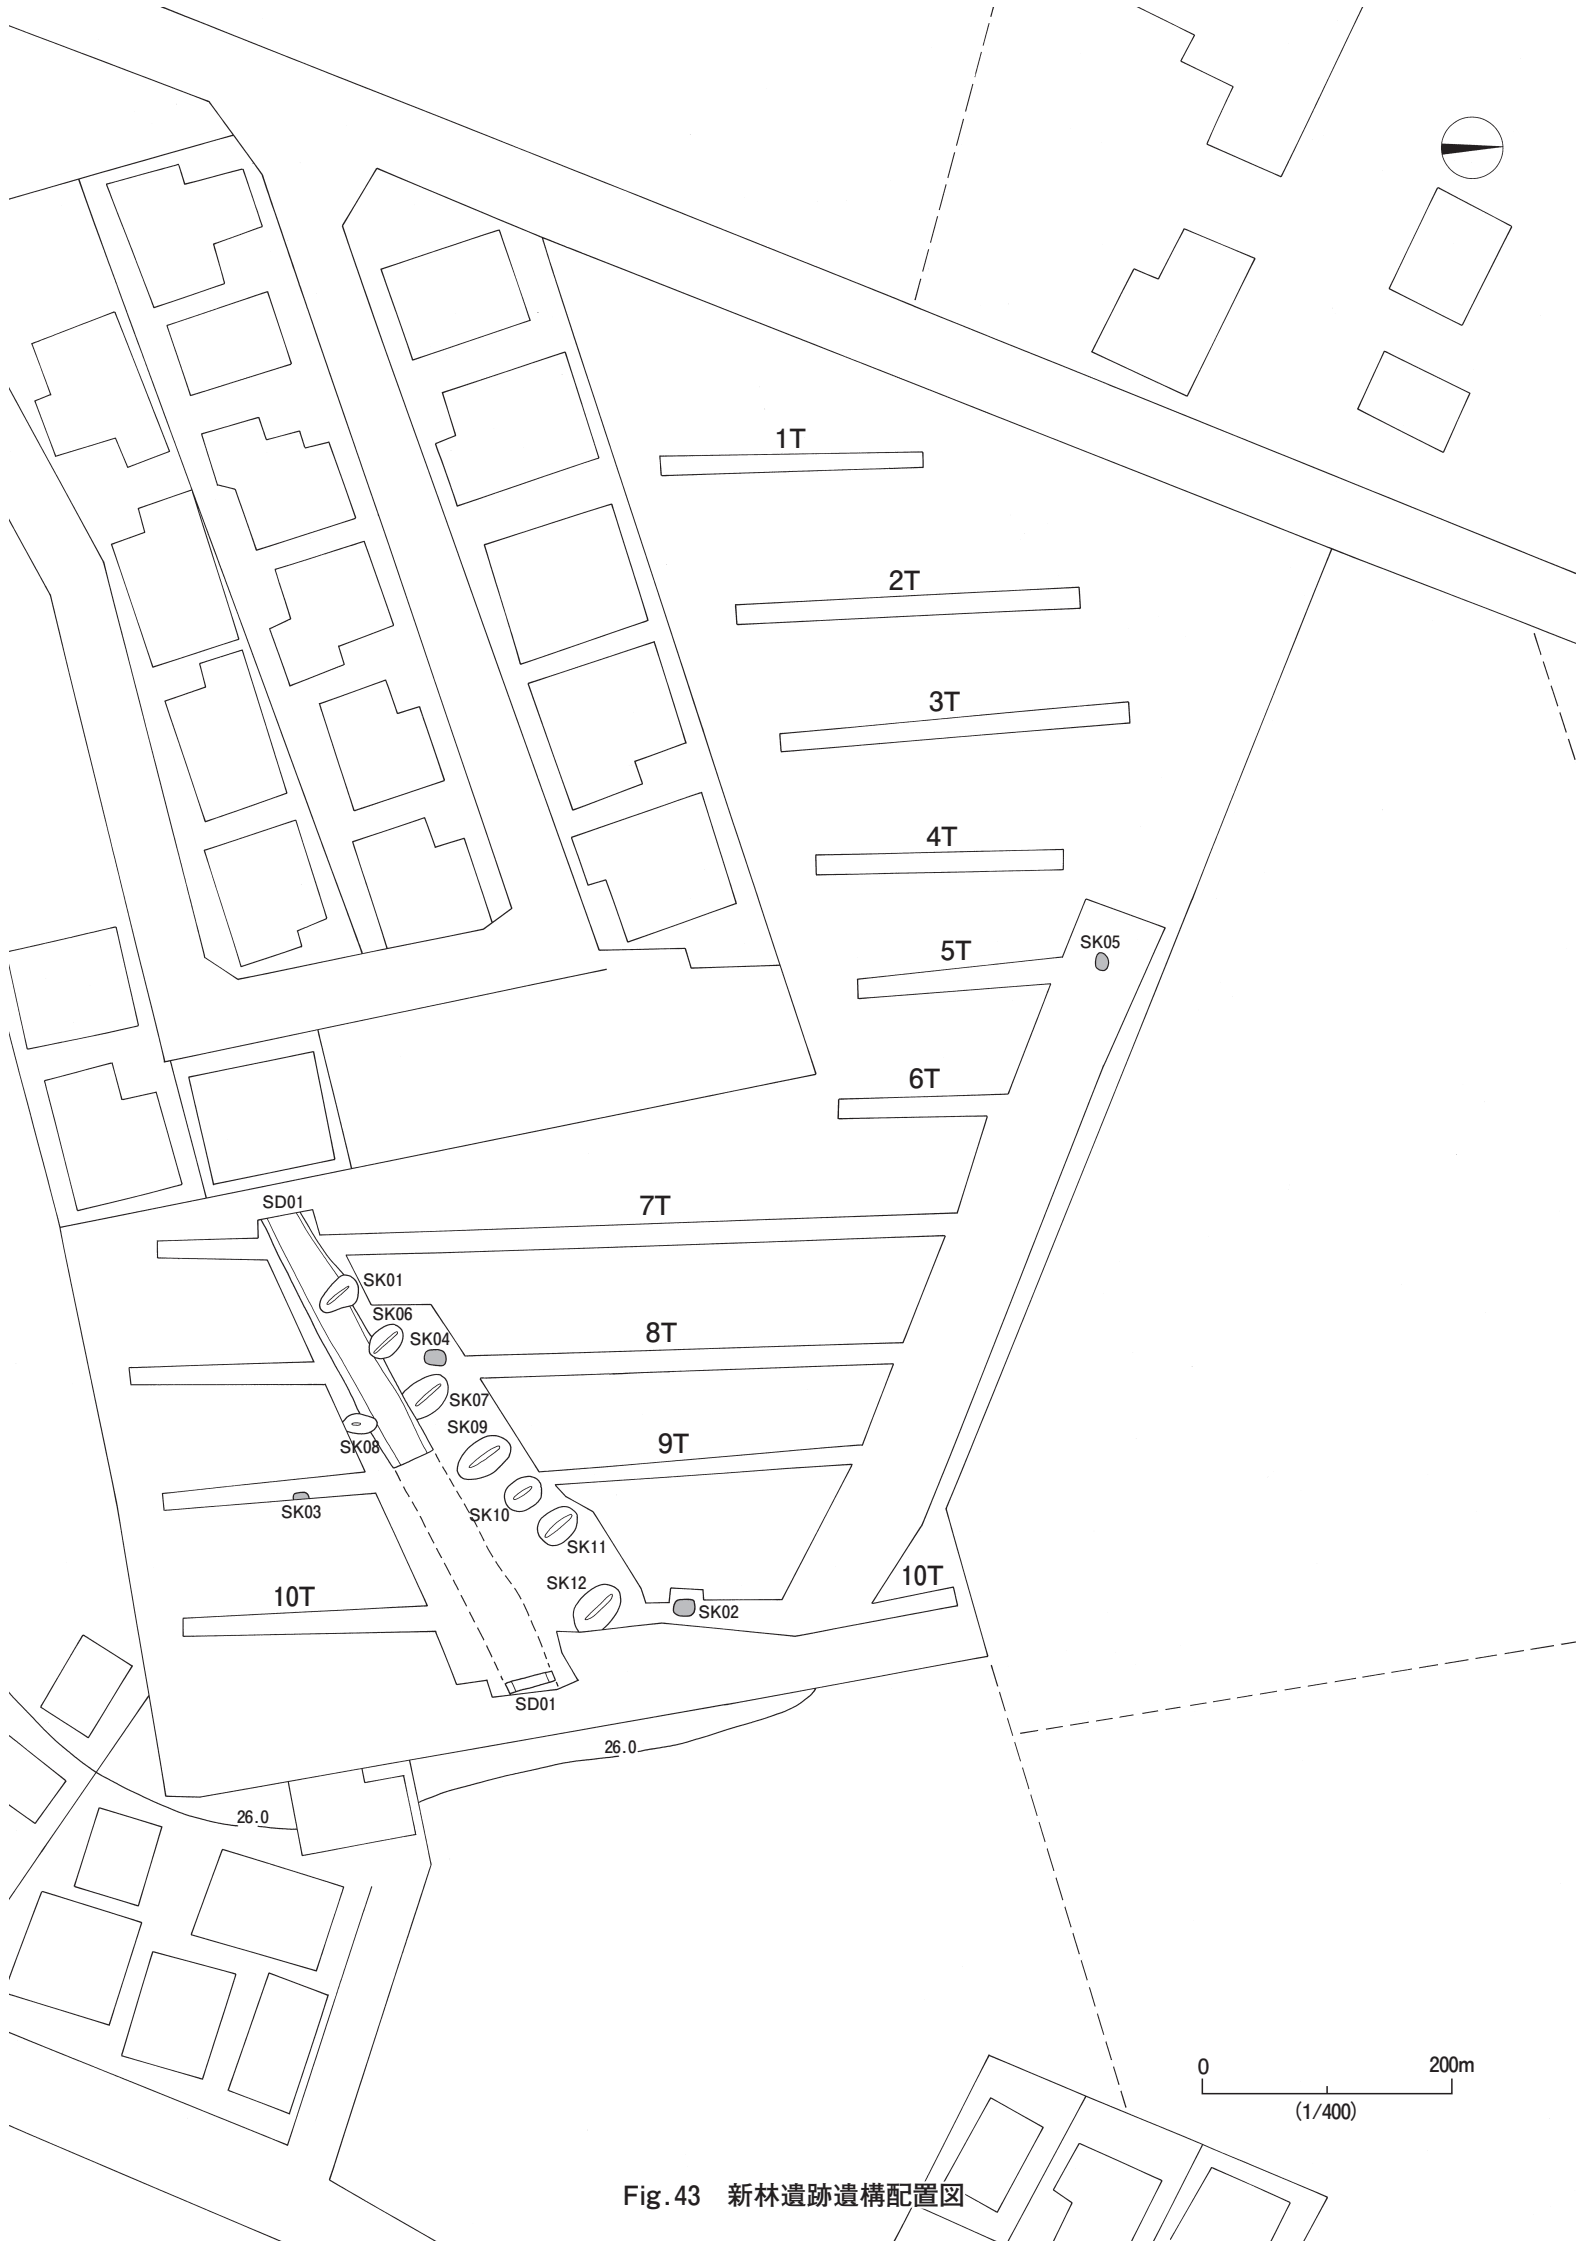 1T
2T
3T
4T
5T
SK05
6T
7T
SD01
SK01
SK06
SK04
8T
SK07
SK09
SK08
9T
SK03
SK10
SK11
SK12
10T
10T
SK02
SD01
26.0
26.0
0 200m
(1/400)
Fig.43 新林遺跡遺構配置図